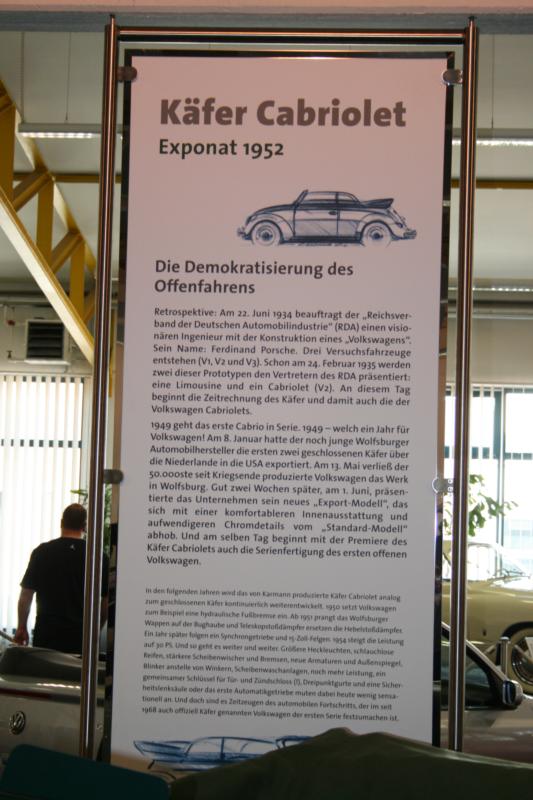 Käfer Cabriolet
Exponat 1952
Die Demokratisierung des
Offenfahrens
Retrospektive: Am 22. Juni 1934 beauftragt der „Reichsver-
band der Deutschen Automobilindustrie" (RDA) einen visio-
nären Ingenieur mit der Konstruktion eines „Volkswagens".
Sein Name: Ferdinand Porsche. Drei Versuchsfahrzeuge
entstehen (V1, V2 und V3). Schon am 24. Februar 1935 werden
zwei dieser Prototypen den Vertretern des RDA präsentiert:
eine Limousine und ein Cabriolet (V2). An diesem Tag
beginnt die Zeitrechnung des Käfer und damit auch die der
Volkswagen Cabriolets.
1949 geht das erste Cabrio in Serie. 1949 – welch ein Jahr für
Volkswagen! Am 8. Januar hatte der noch junge Wolfsburger
Automobilhersteller die ersten zwei geschlossenen Käfer über
die Niederlande in die USA exportiert. Am 13. Mai verließ der
50.000ste seit Kriegsende produzierte Volkswagen das Werk
in Wolfsburg. Gut zwei Wochen später, am 1. Juni, präsen-
tierte das Unternehmen sein neues „Export-Modell", das
sich mit einer komfortableren Innenausstattung und
aufwendigeren Chromdetails vom „Standard-Modell"
abhob. Und am selben Tag beginnt mit der Premiere des
Käfer Cabriolets auch die Serienfertigung des ersten offenen
Volkswagen.
In den folgenden Jahren wird das von Karmann produzierte Käfer Cabriolet analog
zum geschlossenen Käfer kontinuierlich weiterentwickelt. 1950 setzt Volkswagen
zum Beispiel eine hydraulische Fußbremse ein. Ab 1951 prangt das Wolfsburger
Wappen auf der Bughaube und Teleskopstoßdämpfer ersetzen die Hebelstoßdämpfer.
Ein Jahr später folgen ein Synchrongetriebe und 15-Zoll-Felgen. 1954 steigt die Leistung
auf 30 PS. Und so geht es weiter und weiter. Größere Heckleuchten, schlauchlose
Reifen, stärkere Scheibenwischer und Bremsen, neue Armaturen und Außenspiegel,
Blinker anstelle von Winkern, Scheibenwaschanlagen, noch mehr Leistung, ein
gemeinsamer Schlüssel für Tür- und Zündschloss (!), Dreipunktgurte und eine Sicher-
heitslenksäule oder das erste Automatikgetriebe muten dabei heute wenig sensa-
tionell an. Und doch sind es Zeitzeugen des automobilen Fortschritts, der im seit
1968 auch offiziell Käfer genannten Volkswagen der ersten Serie festzumachen ist.